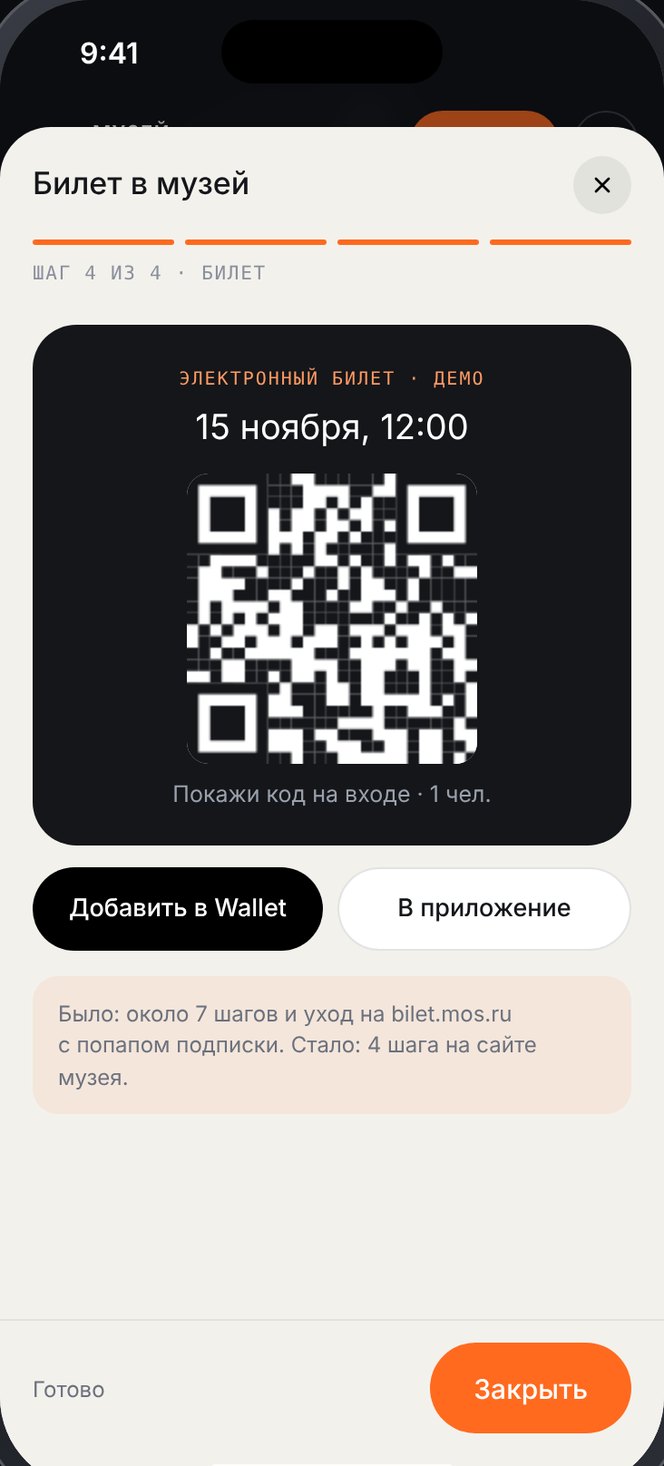 9:41
МУЗЕЙ
Билет в музей
ШАГ 4 ИЗ 4 · БИЛЕТ
ЭЛЕКТРОННЫЙ БИЛЕТ · ДЕМО
15 ноября, 12:00
Покажи код на входе · 1 чел.
Добавить в Wallet
В приложение
Было: около 7 шагов и уход на bilet.mos.ru
с попапом подписки. Стало: 4 шага на сайте
музея.
Готово
Закрыть